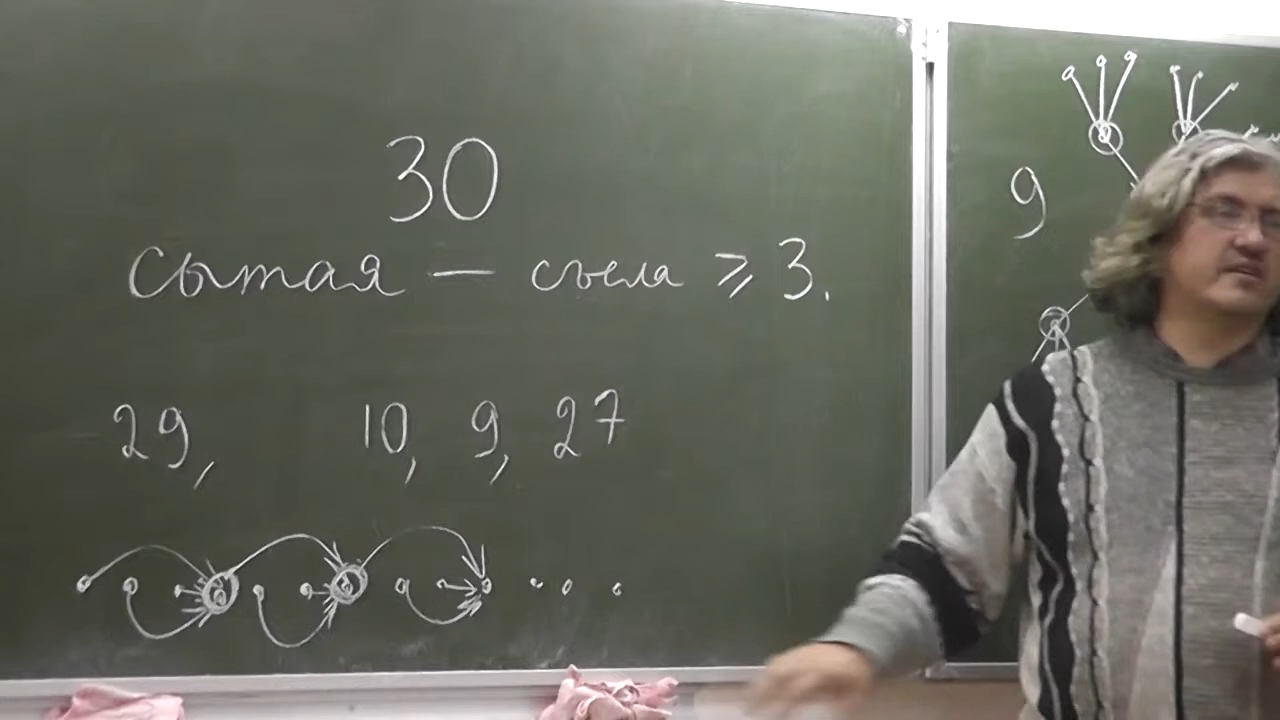 30
сытая — съела ⩾ 3.
29, 10, 9, 27
9